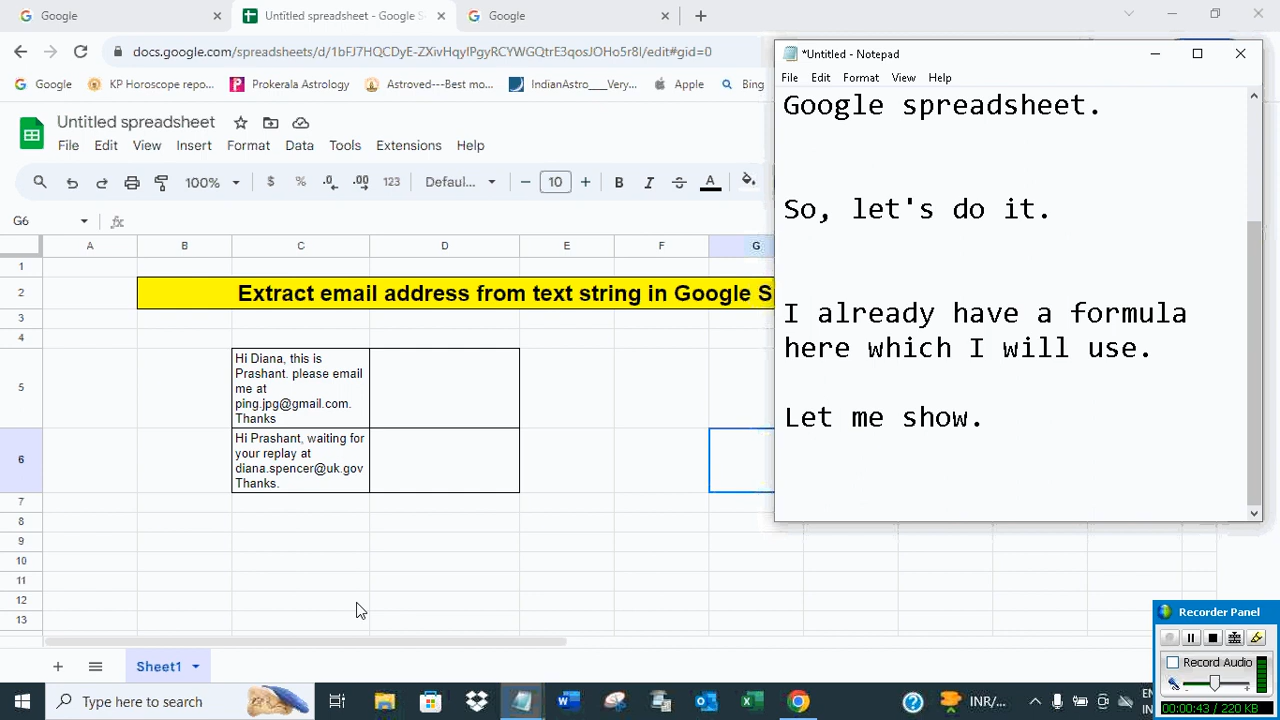 Google
Untitled spreadsheet - Google S
Google
docs.google.com/spreadsheets/d/1bFJ7HQCDyE-ZXivHqyIPgyRCYWGQtrE3qosJOHo5r8I/edit#gid=0
Google
KP Horoscope repo...
Prokerala Astrology
Astroved---Best mo...
IndianAstro____Very...
Apple
Bing
Untitled spreadsheet
File Edit View Insert Format Data Tools Extensions Help
100% $ % .0 .00 123 Defaul... 10 B I S A
G6 fx
A B C D E F G
1
2 Extract email address from text string in Google S
3
4
5
Hi Diana, this is
Prashant. please email
me at
ping.jpg@gmail.com.
Thanks
6
Hi Prashant, waiting for
your replay at
diana.spencer@uk.gov
Thanks.
7
8
9
10
11
12
13
Sheet1
*Untitled - Notepad
File Edit Format View Help
Google spreadsheet.
So, let's do it.
I already have a formula
here which I will use.
Let me show.
Recorder Panel
Record Audio
00:00:43 / 220 KB
Type here to search
INR/...